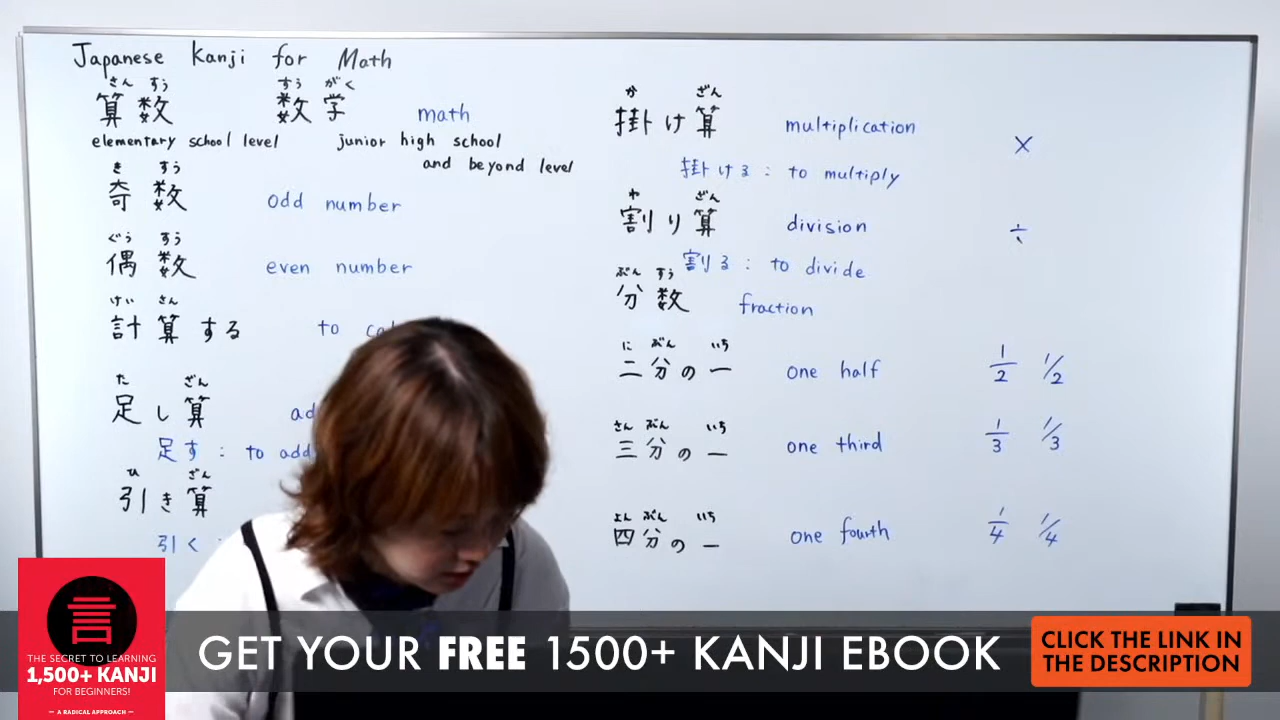 Japanese Kanji for Math
さん すう すう がく
算数 数学 math
elementary school level junior high school
and beyond level
き すう
奇数 odd number
ぐう すう
偶数 even number
けい さん
計算する to
た ざん
足し算
足す: to add
ひ ざん
引き算
引く
か ざん
掛け算 multiplication ×
掛ける: to multiply
わ ざん
割り算 division ÷
割る: to divide
ぶん すう
分数 fraction
に ぶん いち
二分の一 one half 1/2 1/2
さん ぶん いち
三分の一 one third 1/3 1/3
よん ぶん いち
四分の一 one fourth 1/4 1/4
言
THE SECRET TO LEARNING
1,500+ KANJI
FOR BEGINNERS!
— A RADICAL APPROACH —
GET YOUR FREE 1500+ KANJI EBOOK
CLICK THE LINK IN
THE DESCRIPTION